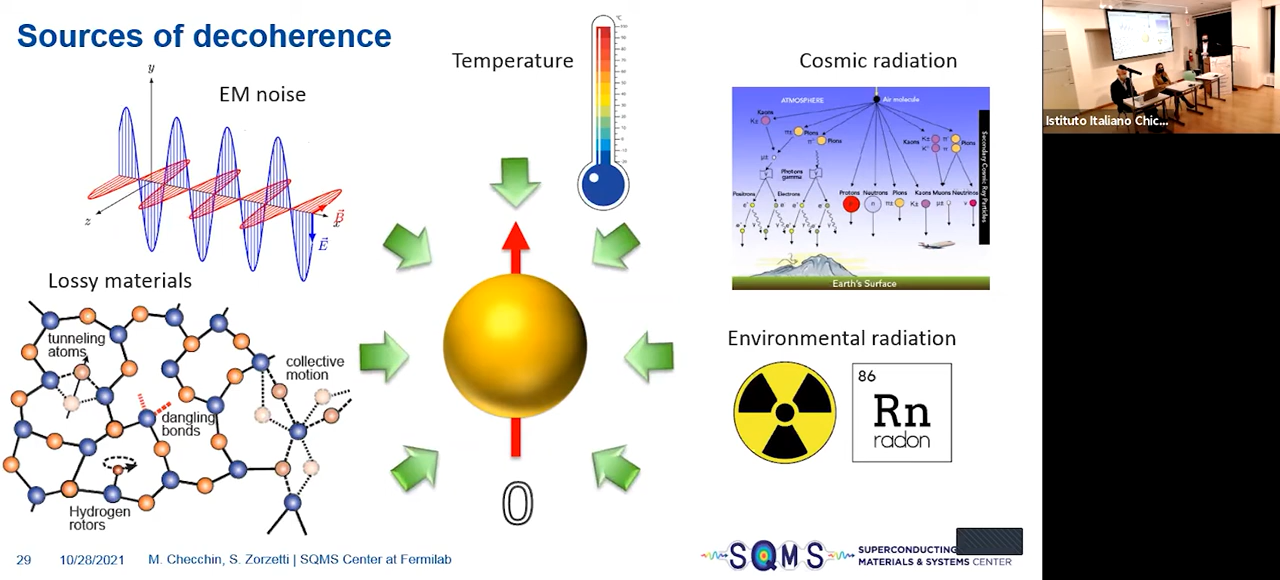 Sources of decoherence
EM noise
y
z
x
B
E
Temperature
°C
Cosmic radiation
ATMOSPHERE
Air molecule
Kaons
Pions
Pions
Kaons
Pions
Photons
gamma
Positrons
Electrons
Protons
Neutrons
Pions
Kaons
Muons
Neutrinos
Secondary Cosmic Ray Particles
Earth's Surface
Lossy materials
tunneling
atoms
collective
motion
dangling
bonds
Hydrogen
rotors
0
Environmental radiation
86
Rn
radon
29 10/28/2021 M. Checchin, S. Zorzetti | SQMS Center at Fermilab
SQMS
SUPERCONDUCTING
MATERIALS & SYSTEMS CENTER
Istituto Italiano Chic...